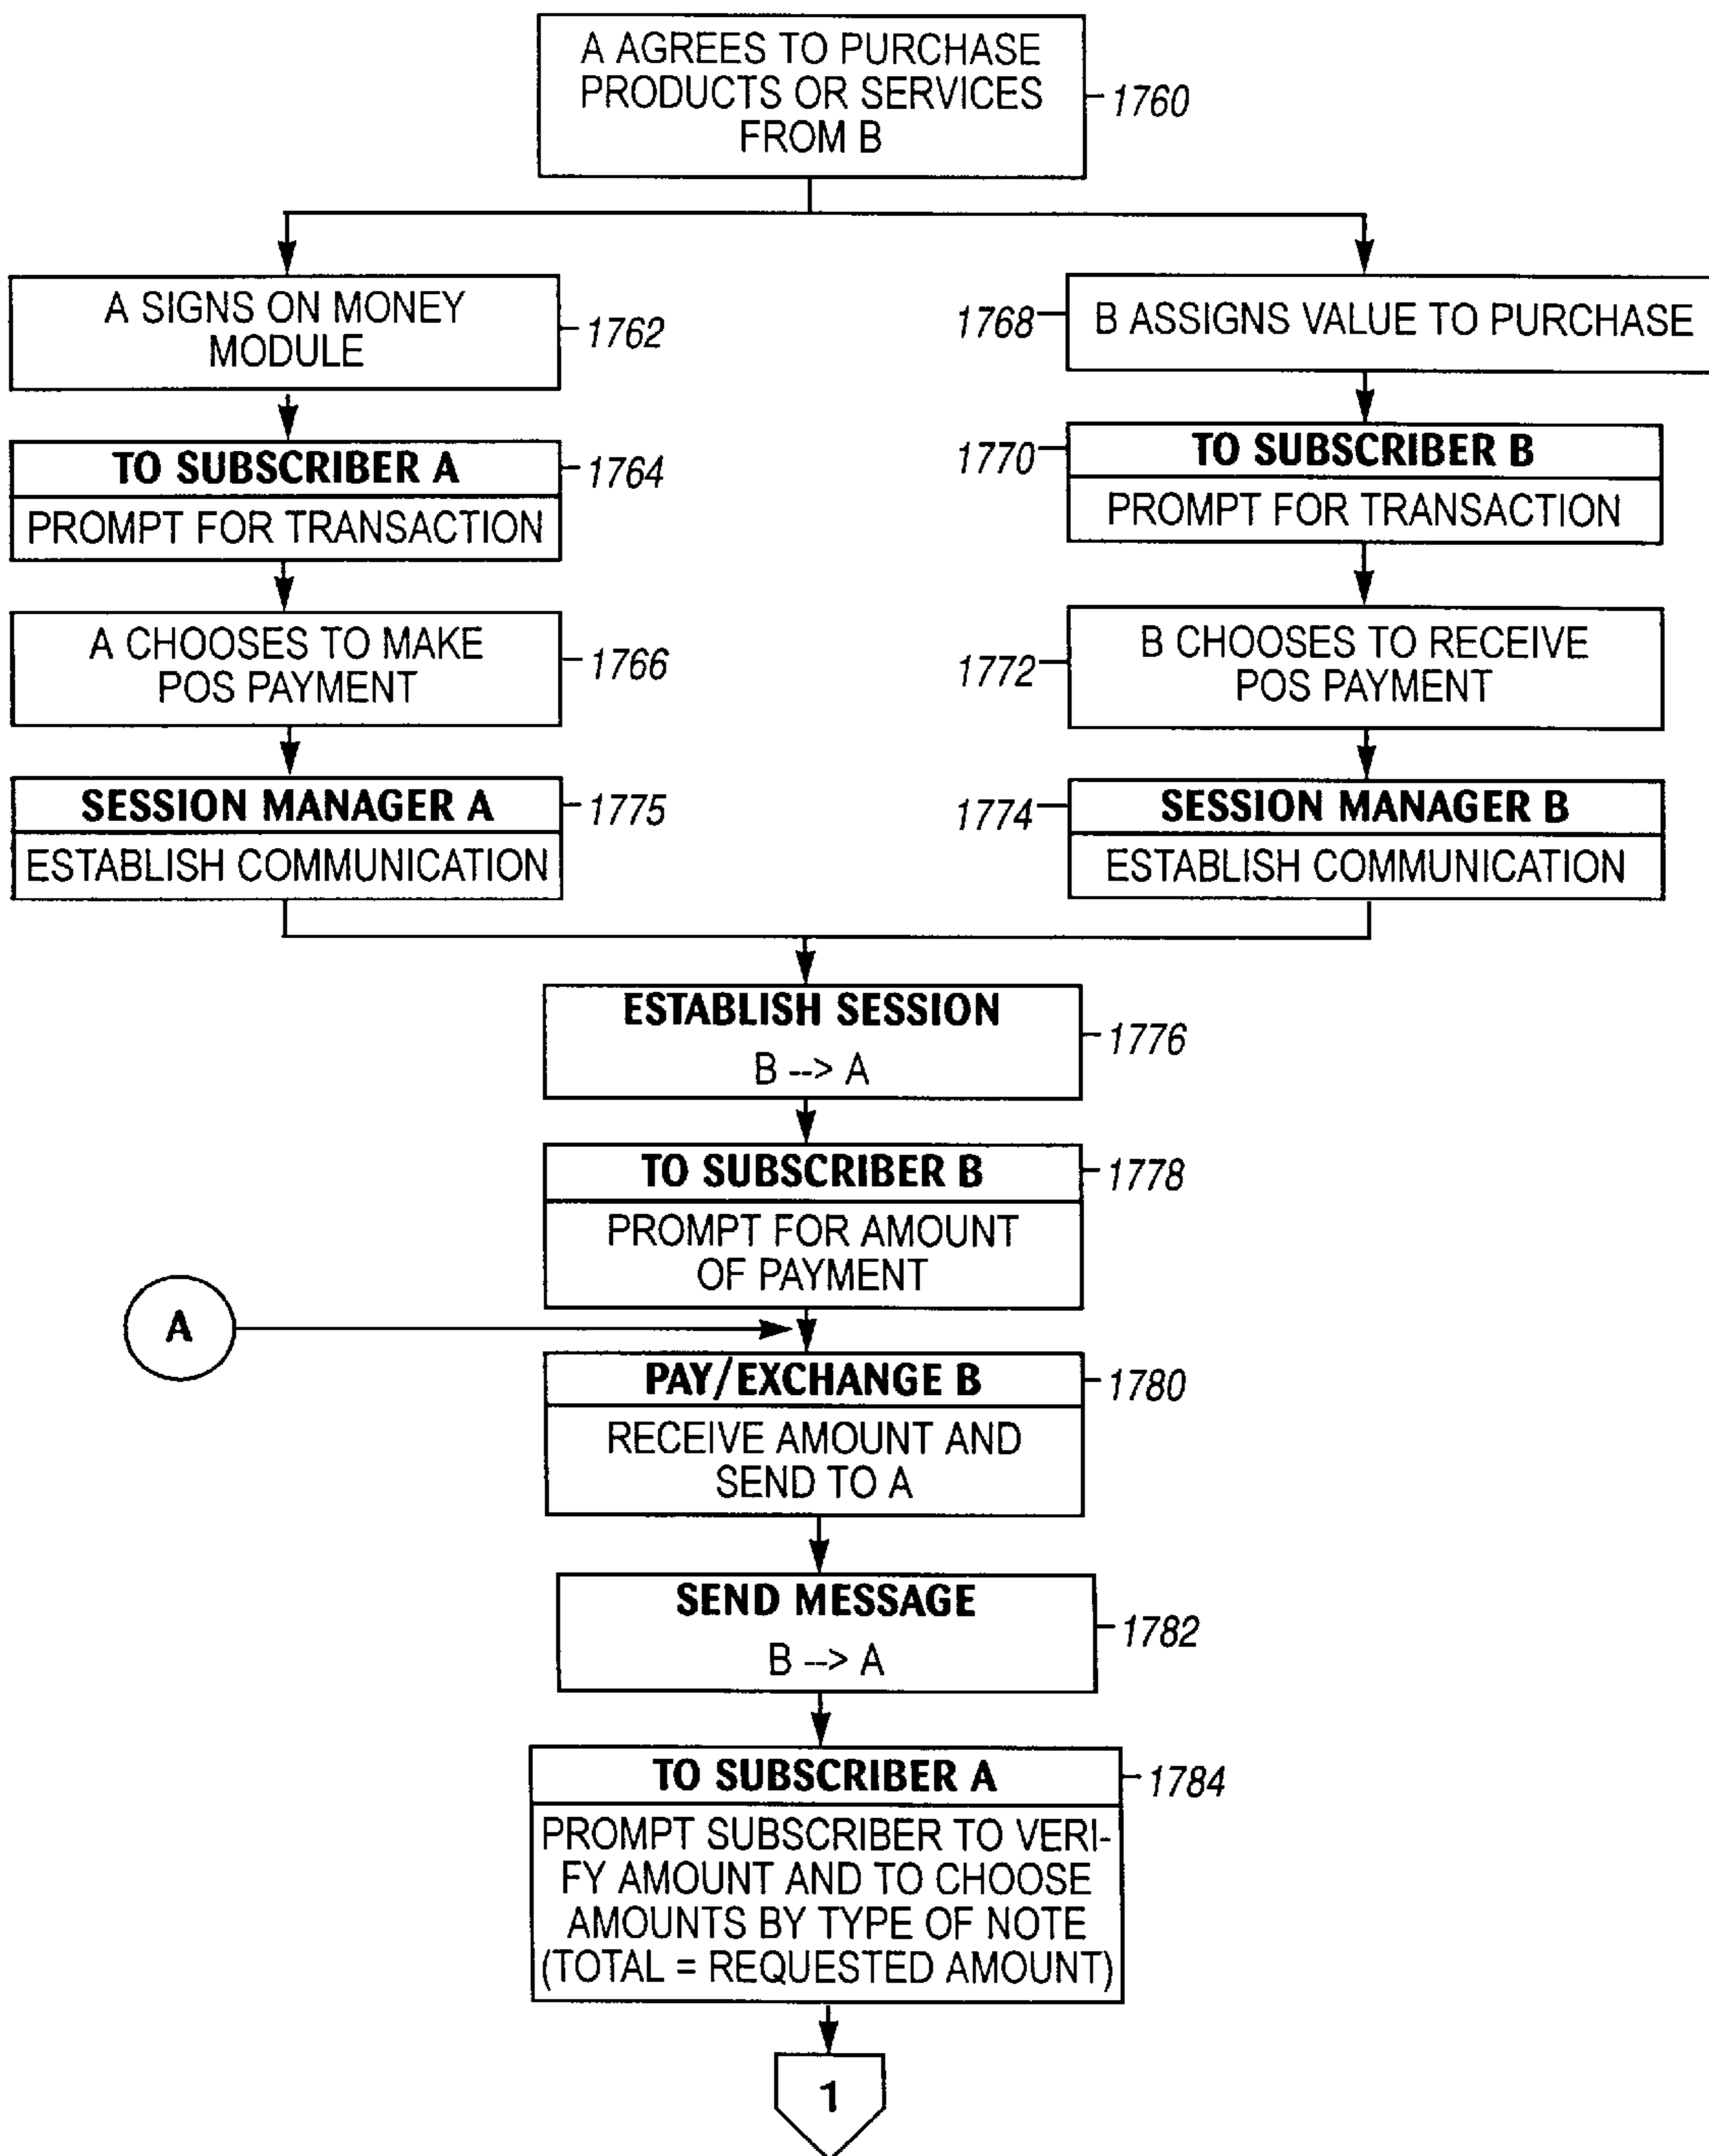 A AGREES TO PURCHASE
PRODUCTS OR SERVICES
FROM B
1760
A SIGNS ON MONEY
MODULE
1762
1768
B ASSIGNS VALUE TO PURCHASE
TO SUBSCRIBER A
1764
PROMPT FOR TRANSACTION
1770
TO SUBSCRIBER B
PROMPT FOR TRANSACTION
A CHOOSES TO MAKE
POS PAYMENT
1766
1772
B CHOOSES TO RECEIVE
POS PAYMENT
SESSION MANAGER A
1775
ESTABLISH COMMUNICATION
1774
SESSION MANAGER B
ESTABLISH COMMUNICATION
ESTABLISH SESSION
B --> A
1776
TO SUBSCRIBER B
1778
PROMPT FOR AMOUNT
OF PAYMENT
A
PAY/EXCHANGE B
1780
RECEIVE AMOUNT AND
SEND TO A
SEND MESSAGE
B --> A
1782
TO SUBSCRIBER A
1784
PROMPT SUBSCRIBER TO VERI-
FY AMOUNT AND TO CHOOSE
AMOUNTS BY TYPE OF NOTE
(TOTAL = REQUESTED AMOUNT)
1